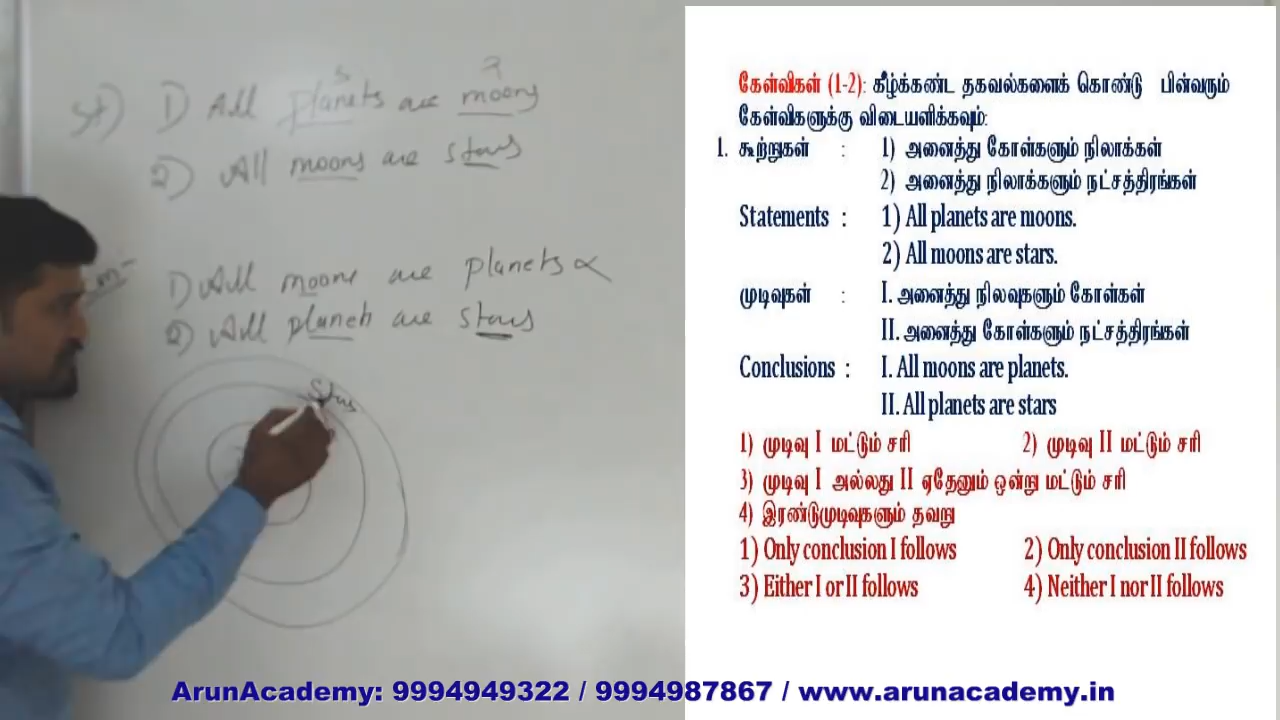 St) 1) All planets are moons
2) All moons are stars
1) All moons are planets ×
2) All planets are stars
Stars
கேள்விகள் (1-2): கீழ்க்கண்ட தகவல்களைக் கொண்டு பின்வரும்
கேள்விகளுக்கு விடையளிக்கவும்:
1. கூற்றுகள் : 1) அனைத்து கோள்களும் நிலாக்கள்
2) அனைத்து நிலாக்களும் நட்சத்திரங்கள்
Statements : 1) All planets are moons.
2) All moons are stars.
முடிவுகள் : I. அனைத்து நிலவுகளும் கோள்கள்
II. அனைத்து கோள்களும் நட்சத்திரங்கள்
Conclusions : I. All moons are planets.
II. All planets are stars
1) முடிவு I மட்டும் சரி 2) முடிவு II மட்டும் சரி
3) முடிவு I அல்லது II ஏதேனும் ஒன்று மட்டும் சரி
4) இரண்டுமுடிவுகளும் தவறு
1) Only conclusion I follows 2) Only conclusion II follows
3) Either I or II follows 4) Neither I nor II follows
ArunAcademy: 9994949322 / 9994987867 / www.arunacademy.in